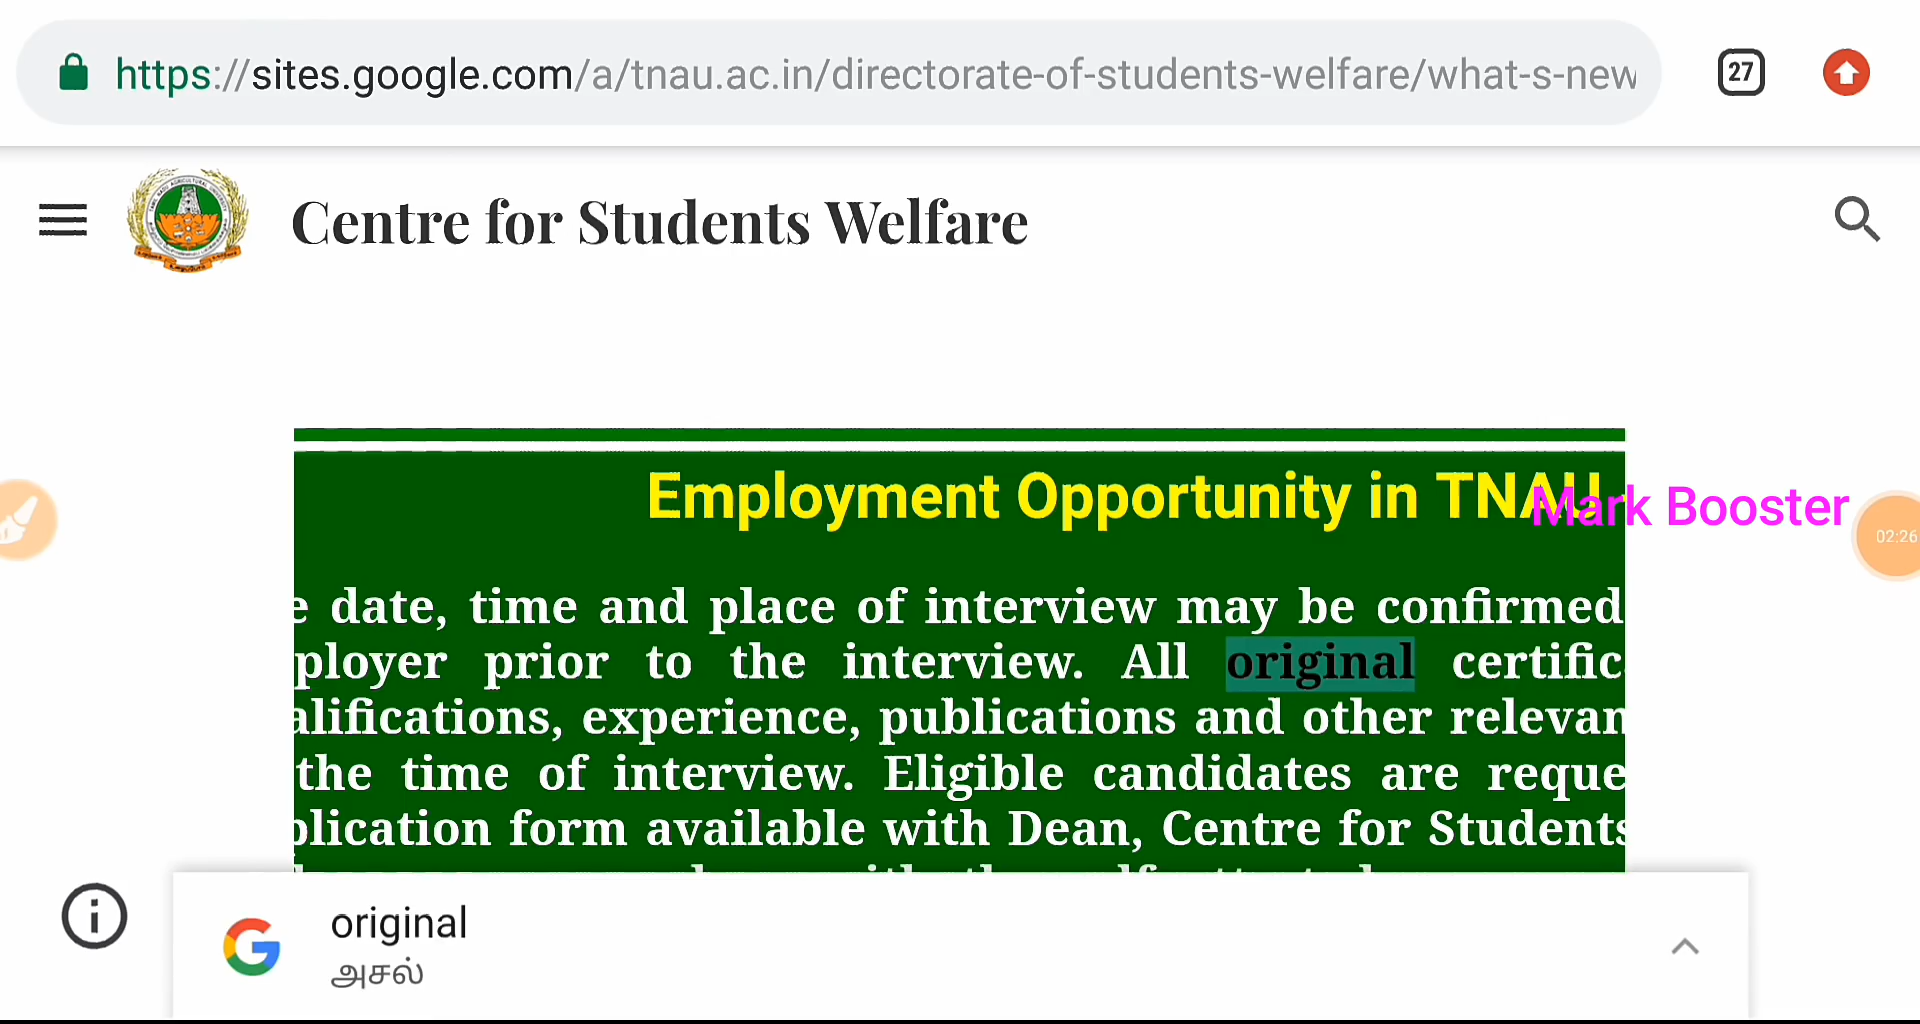 https://sites.google.com/a/tnau.ac.in/directorate-of-students-welfare/what-s-new
27
Centre for Students Welfare
Employment Opportunity in TNAU
Mark Booster
02:26
e date, time and place of interview may be confirmed
ployer prior to the interview. All original certific
alifications, experience, publications and other relevan
the time of interview. Eligible candidates are reque
plication form available with Dean, Centre for Students
original
அசல்